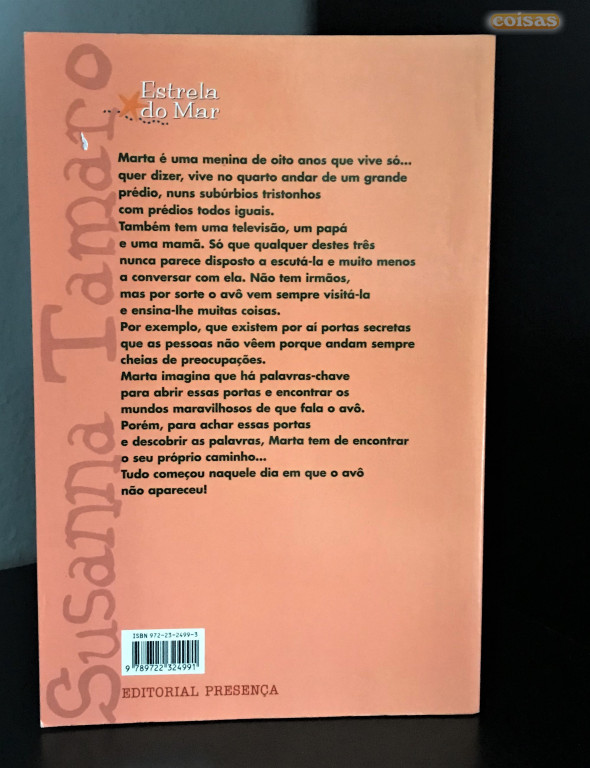 coisas
Susanna Tamaro
Estrela
do Mar
Marta é uma menina de oito anos que vive só...
quer dizer, vive no quarto andar de um grande
prédio, nuns subúrbios tristonhos
com prédios todos iguais.
Também tem uma televisão, um papá
e uma mamã. Só que qualquer destes três
nunca parece disposto a escutá-la e muito menos
a conversar com ela. Não tem irmãos,
mas por sorte o avô vem sempre visitá-la
e ensina-lhe muitas coisas.
Por exemplo, que existem por aí portas secretas
que as pessoas não vêem porque andam sempre
cheias de preocupações.
Marta imagina que há palavras-chave
para abrir essas portas e encontrar os
mundos maravilhosos de que fala o avô.
Porém, para achar essas portas
e descobrir as palavras, Marta tem de encontrar
o seu próprio caminho...
Tudo começou naquele dia em que o avô
não apareceu!
ISBN 972-23-2499-3
9 789722 324991
EDITORIAL PRESENÇA